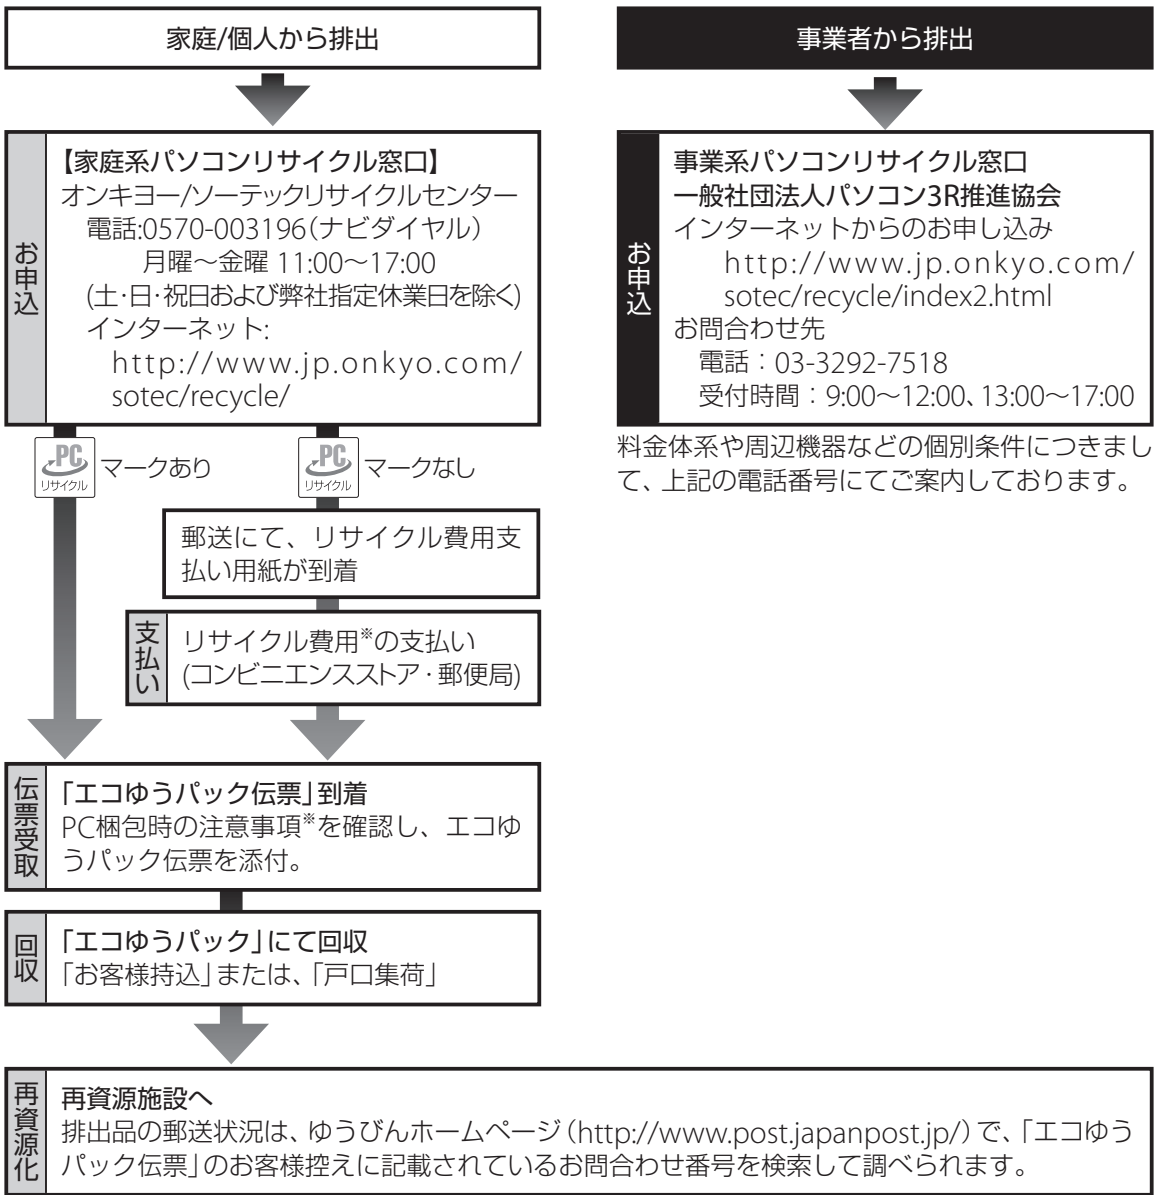 家庭/個人から排出
お申込
【家庭系パソコンリサイクル窓口】
オンキヨー/ソーテックリサイクルセンター
電話:0570-003196(ナビダイヤル)
月曜〜金曜 11:00〜17:00
(土・日・祝日および弊社指定休業日を除く)
インターネット:
http://www.jp.onkyo.com/
sotec/recycle/
PC
リサイクル
マークあり
PC
リサイクル
マークなし
郵送にて、リサイクル費用支
払い用紙が到着
支払い
リサイクル費用※の支払い
(コンビニエンスストア・郵便局)
伝票受取
「エコゆうパック伝票」到着
PC梱包時の注意事項※を確認し、エコゆ
うパック伝票を添付。
回収
「エコゆうパック」にて回収
「お客様持込」または、「戸口集荷」
事業者から排出
お申込
事業系パソコンリサイクル窓口
一般社団法人パソコン3R推進協会
インターネットからのお申し込み
http://www.jp.onkyo.com/
sotec/recycle/index2.html
お問合わせ先
電話：03-3292-7518
受付時間：9:00〜12:00、13:00〜17:00
料金体系や周辺機器などの個別条件につきまし
て、上記の電話番号にてご案内しております。
再資源化
再資源施設へ
排出品の郵送状況は、ゆうびんホームページ(http://www.post.japanpost.jp/)で、「エコゆう
パック伝票」のお客様控えに記載されているお問合わせ番号を検索して調べられます。